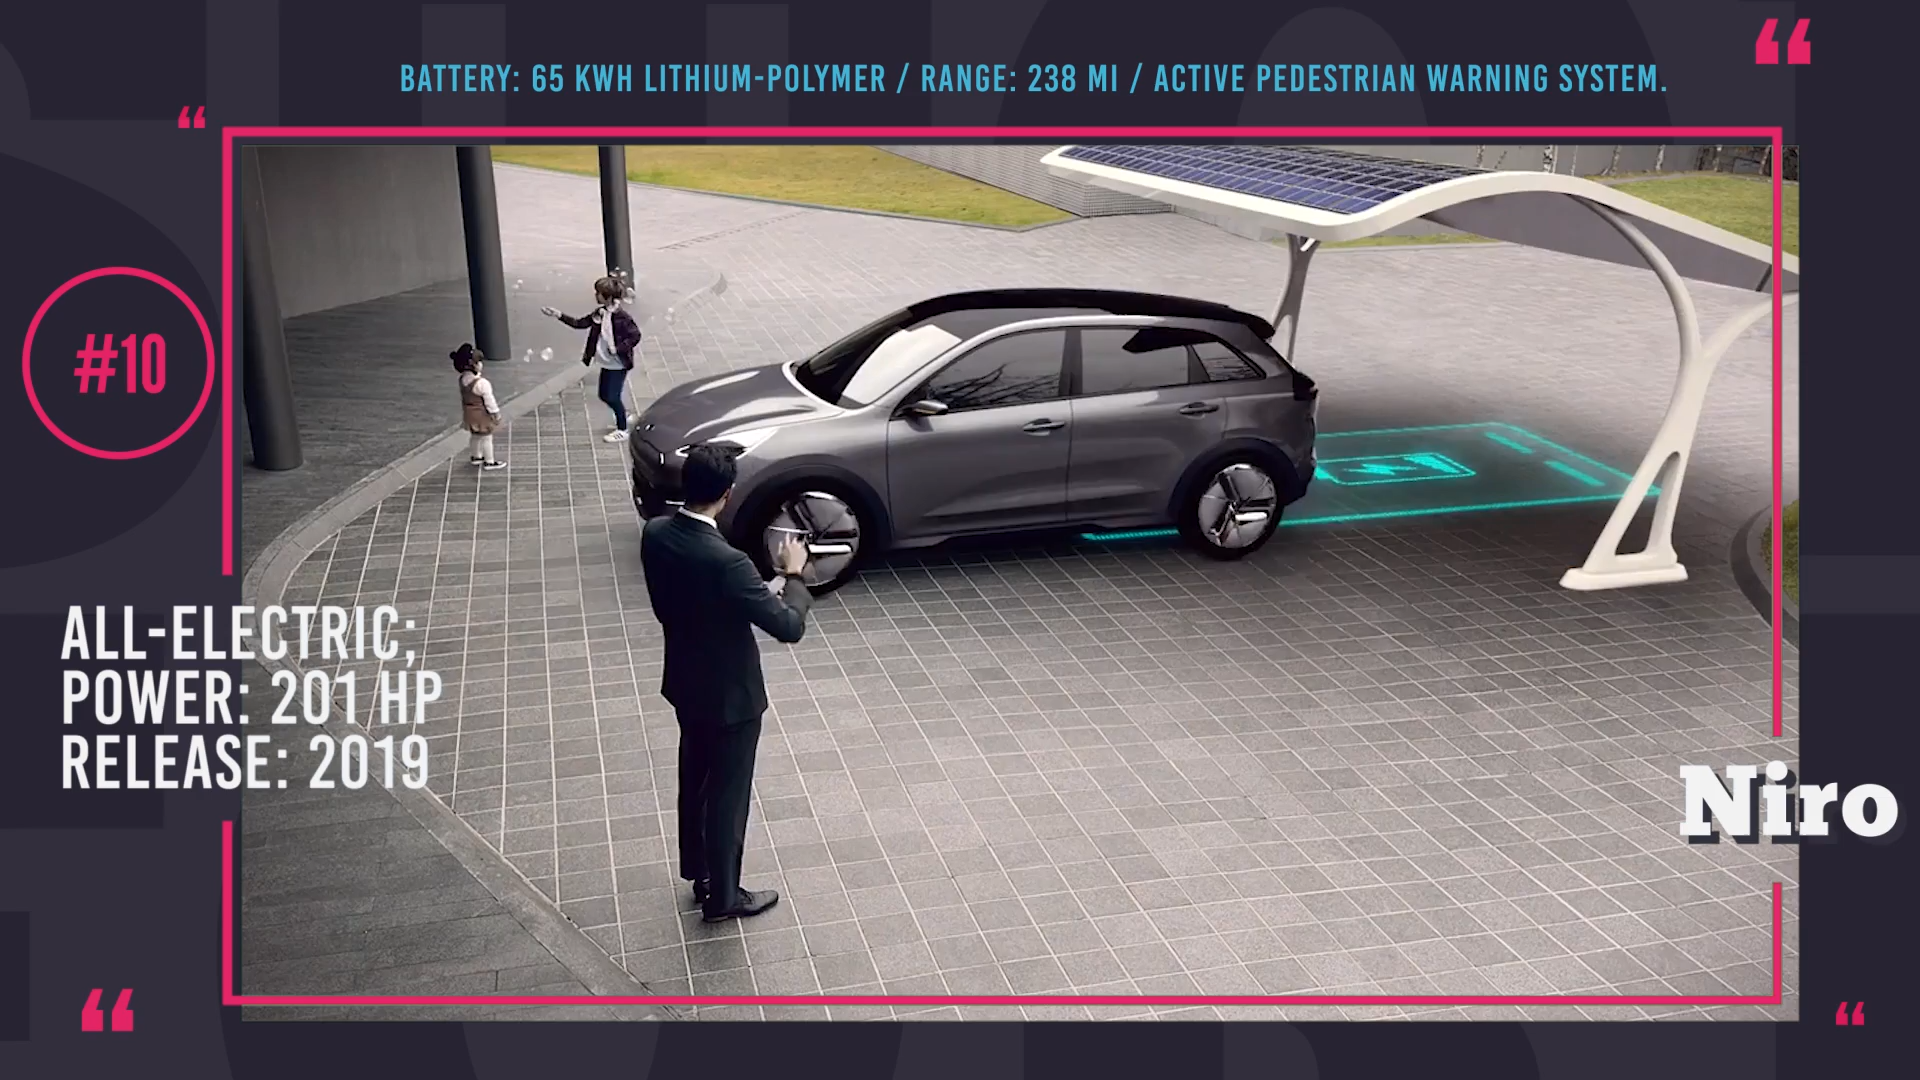 BATTERY: 65 KWH LITHIUM-POLYMER / RANGE: 238 MI / ACTIVE PEDESTRIAN WARNING SYSTEM.
#10
ALL-ELECTRIC;
POWER: 201 HP
RELEASE: 2019
Niro